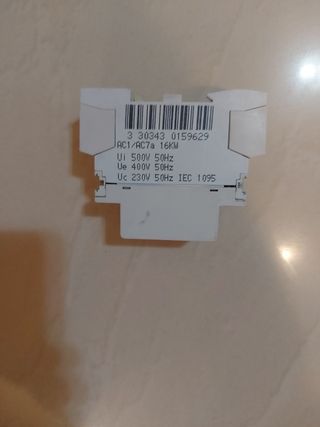 3 30343 0159629
AC1/AC7a 16KW
Ui 500V 50Hz
Ue 400V 50Hz
Uc 230V 50Hz IEC 1095